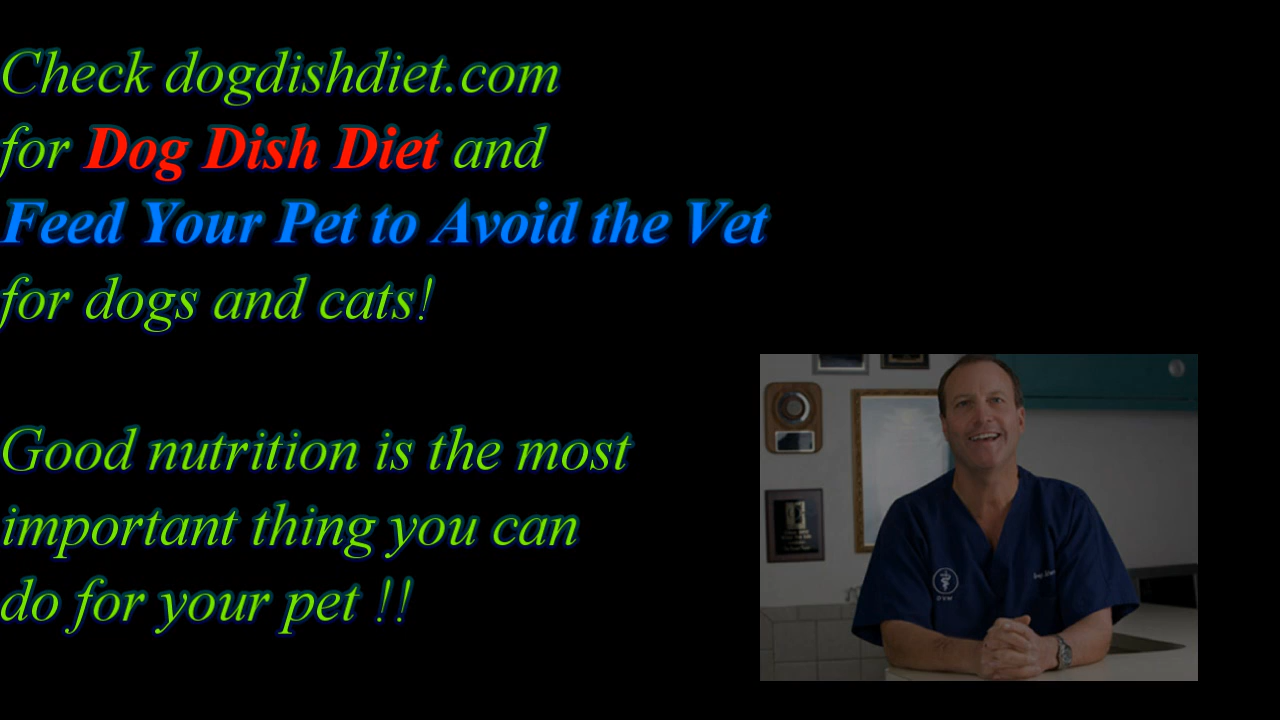 Check dogdishdiet.com
for Dog Dish Diet and
Feed Your Pet to Avoid the Vet
for dogs and cats!
Good nutrition is the most
important thing you can
do for your pet !!